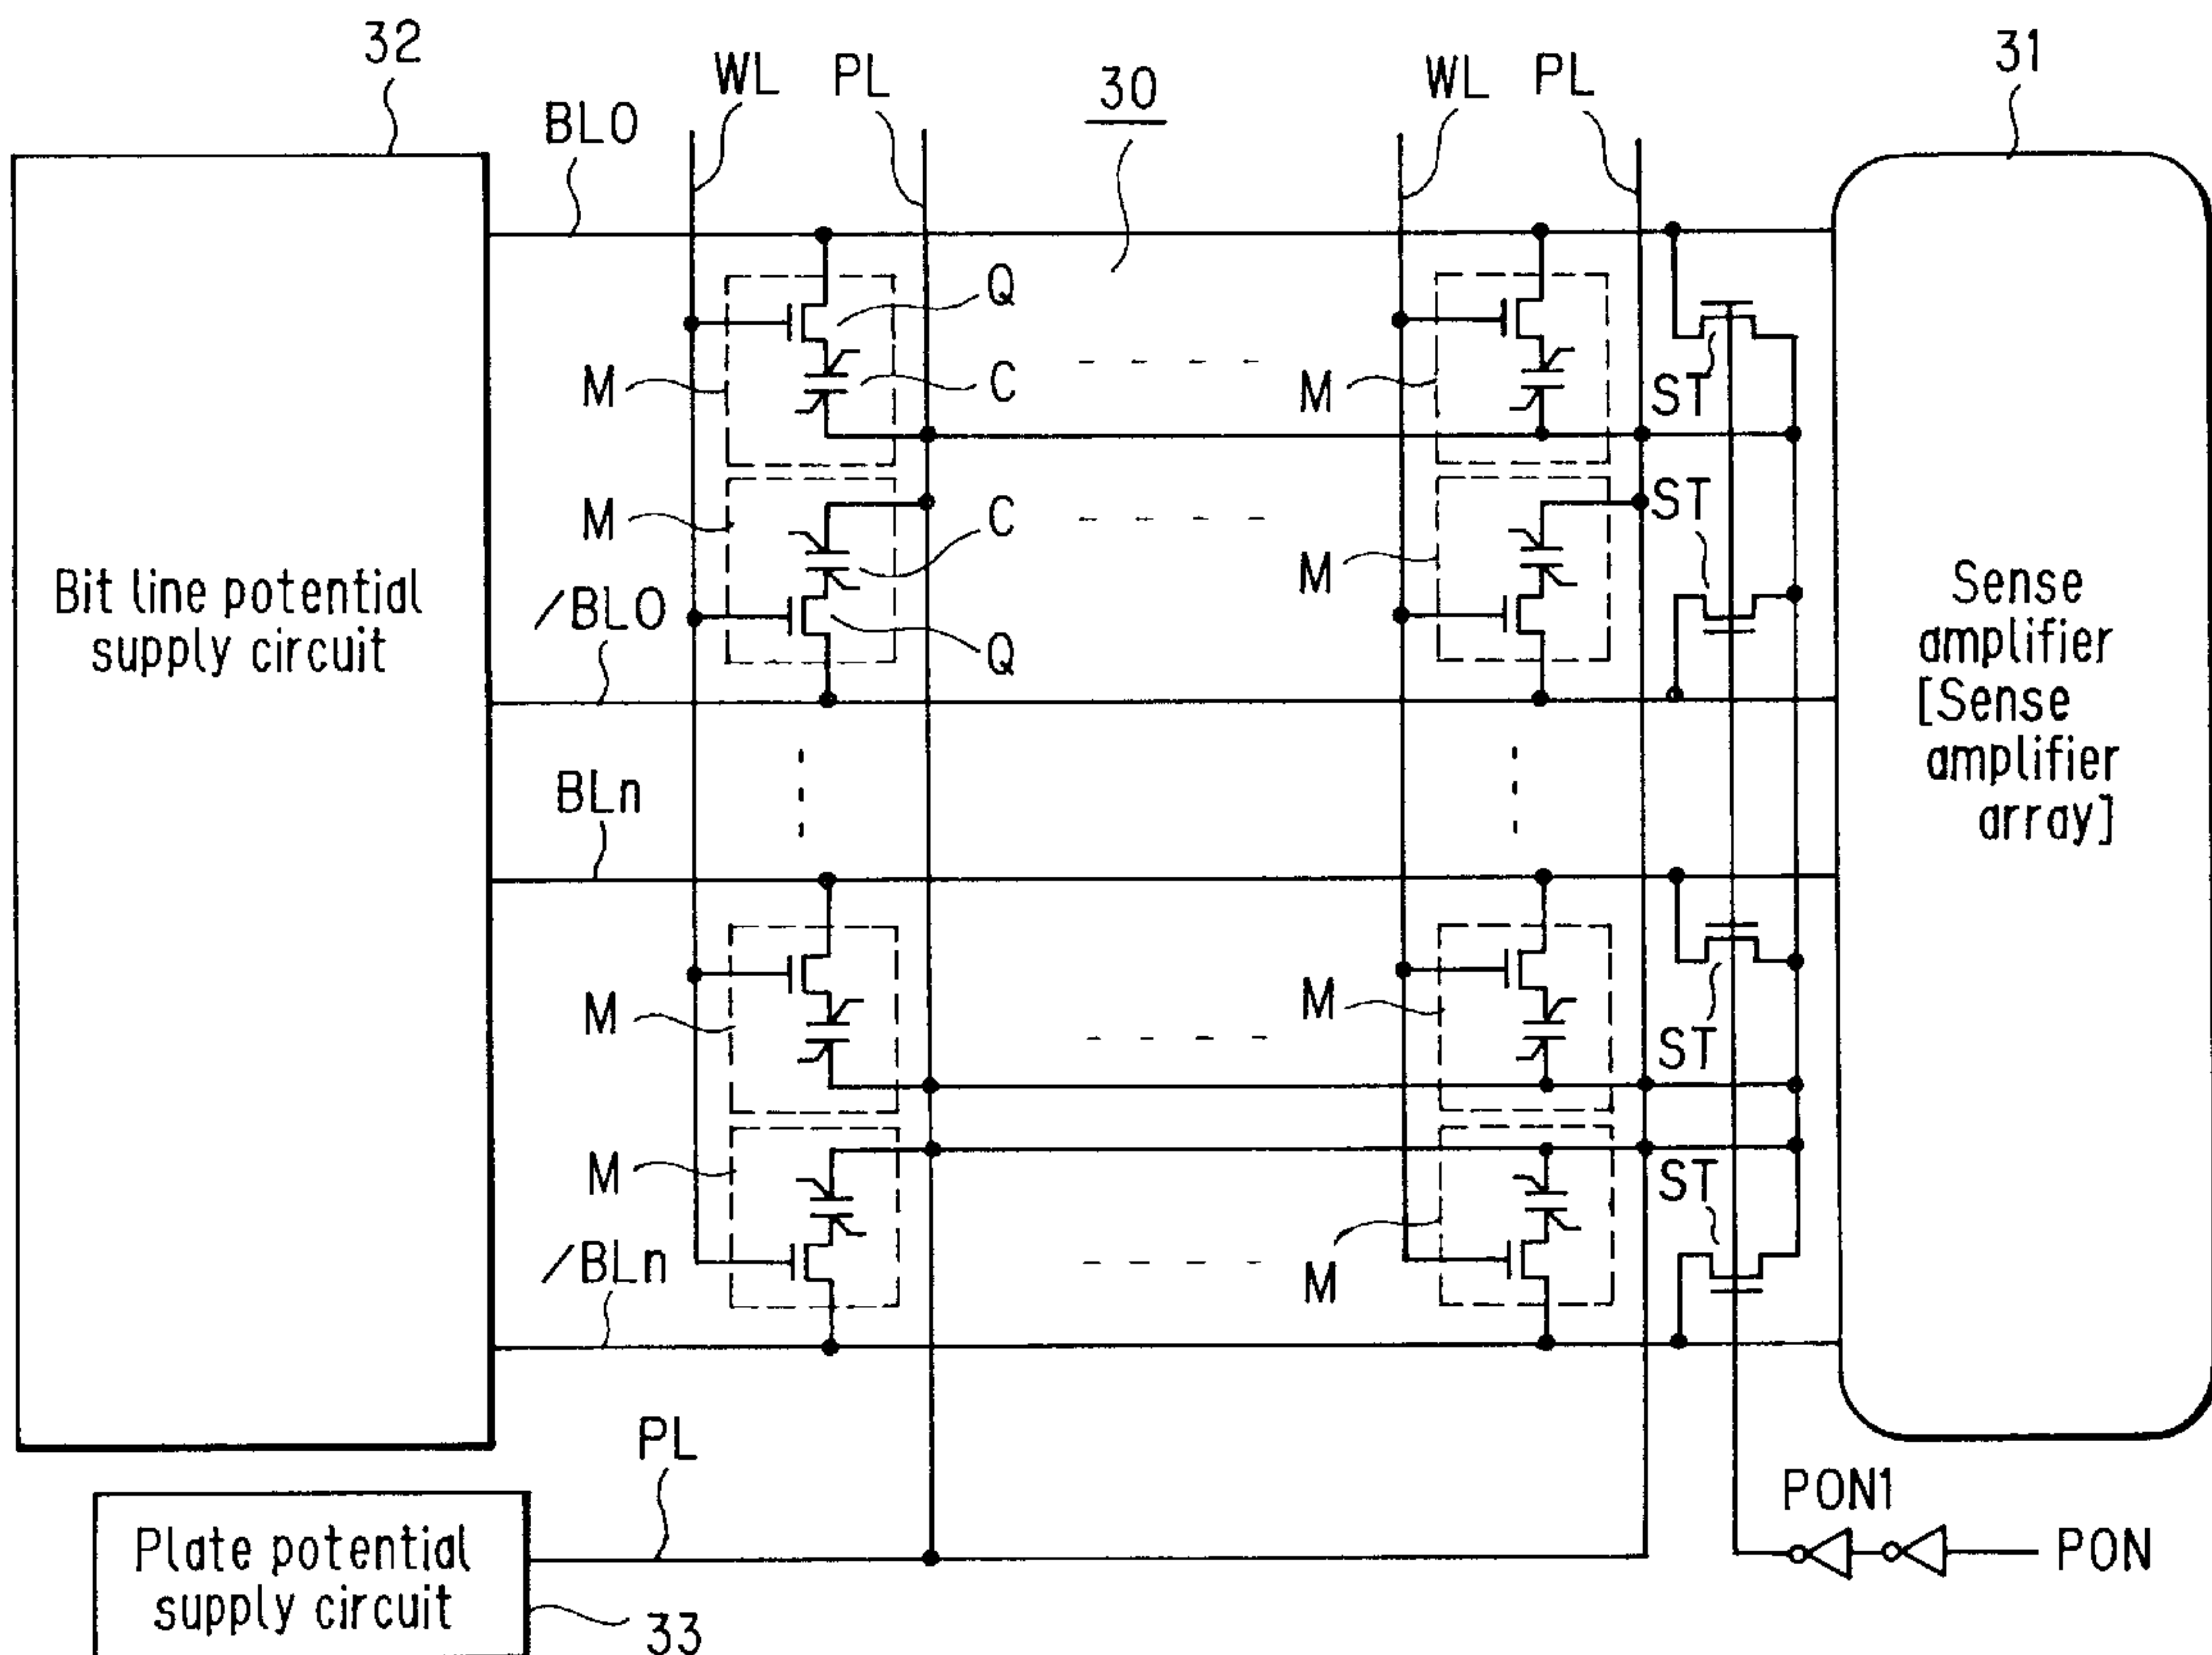 32
WL
PL
30
WL
PL
31
BL0
Q
M
C
M
ST
M
C
M
ST
Bit line potential
supply circuit
/BL0
Q
Sense
amplifier
[Sense
amplifier
array]
BLn
M
M
ST
M
ST
/BLn
M
PL
PON1
PON
Plate potential
supply circuit
33